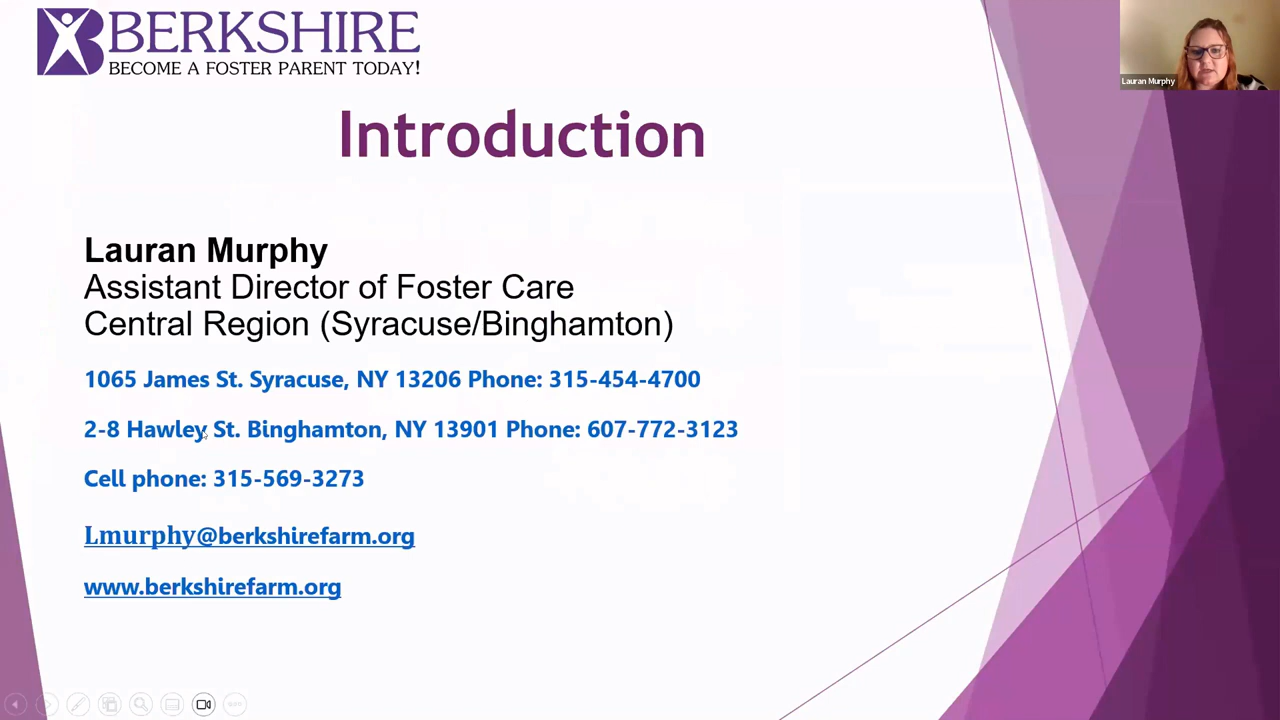 BERKSHIRE
BECOME A FOSTER PARENT TODAY!
Lauran Murphy
Introduction
Lauran Murphy
Assistant Director of Foster Care
Central Region (Syracuse/Binghamton)
1065 James St. Syracuse, NY 13206 Phone: 315-454-4700
2-8 Hawley St. Binghamton, NY 13901 Phone: 607-772-3123
Cell phone: 315-569-3273
Lmurphy@berkshirefarm.org
www.berkshirefarm.org